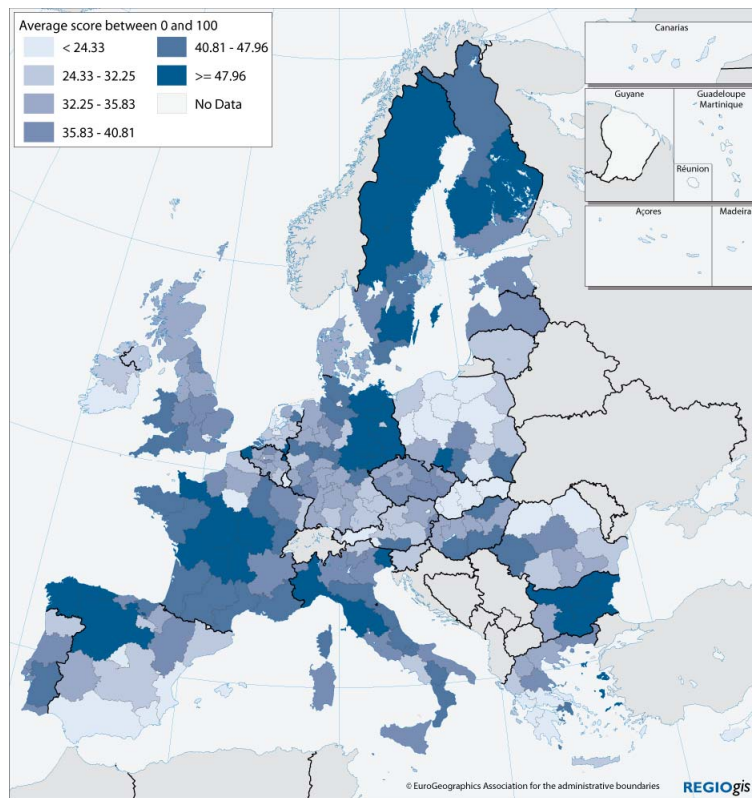 Average score between 0 and 100
< 24.33
24.33 - 32.25
32.25 - 35.83
35.83 - 40.81
40.81 - 47.96
>= 47.96
No Data
Canarias
Guyane
Guadeloupe
Martinique
Réunion
Açores
Madeira
© EuroGeographics Association for the administrative boundaries
REGIOgis